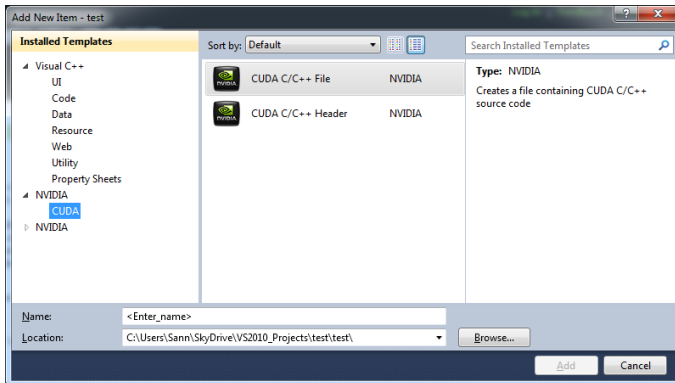 Add New Item - test
Installed Templates
Sort by: Default
Search Installed Templates
Visual C++
UI
Code
Data
Resource
Web
Utility
Property Sheets
NVIDIA
CUDA
NVIDIA
CUDA C/C++ File NVIDIA
CUDA C/C++ Header NVIDIA
Type: NVIDIA
Creates a file containing CUDA C/C++
source code
Name: <Enter_name>
Location: C:\Users\Sann\SkyDrive\VS2010_Projects\test\test\
Browse...
Add Cancel